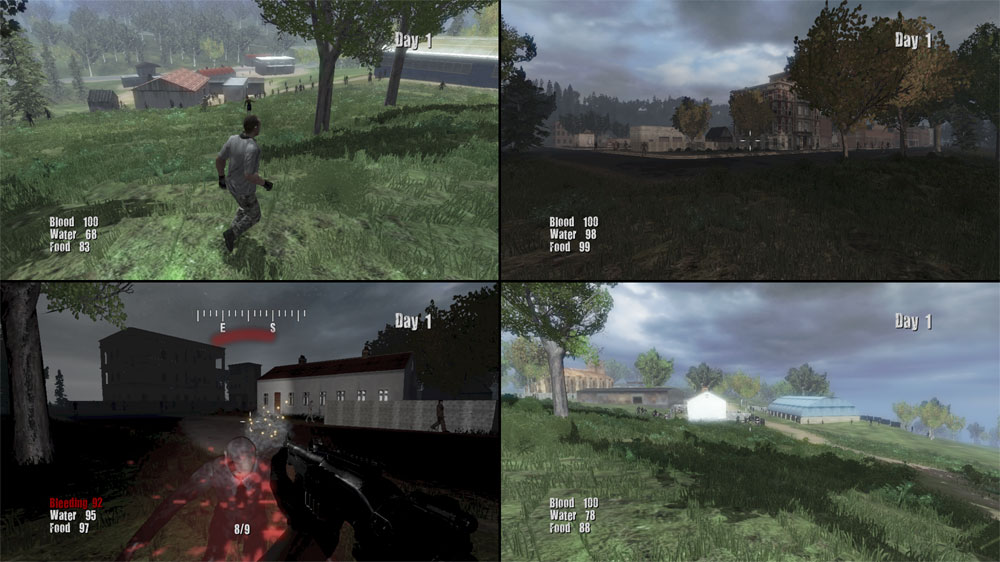 Day 1
Blood 100
Water 68
Food 83
Day 1
Blood 100
Water 98
Food 99
E S
Day 1
Bleeding 92
Water 95
Food 97
8/9
Day 1
Blood 100
Water 78
Food 88